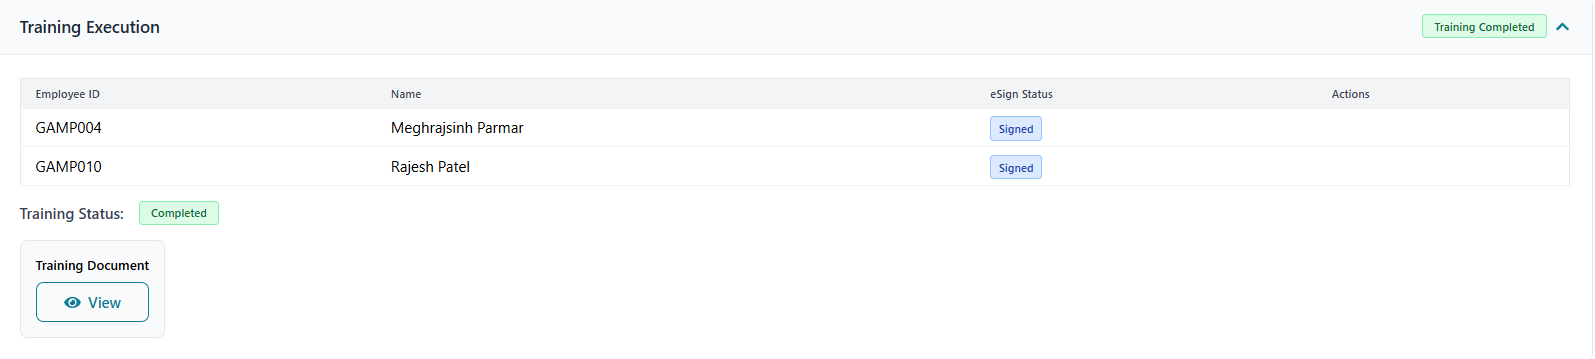 Training Execution Training Completed
Employee ID Name eSign Status Actions
GAMP004 Meghrajsinh Parmar Signed
GAMP010 Rajesh Patel Signed
Training Status: Completed
Training Document
View